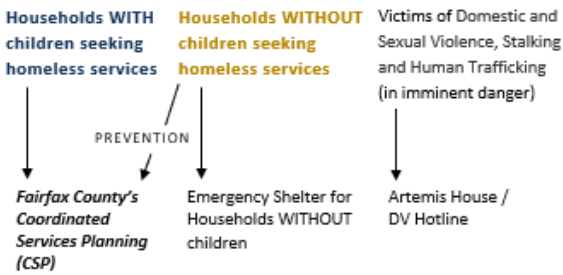 Households WITH
children seeking
homeless services
Households WITHOUT
children seeking
homeless services
Victims of Domestic and
Sexual Violence, Stalking
and Human Trafficking
(in imminent danger)
PREVENTION
Fairfax County's
Coordinated
Services Planning
(CSP)
Emergency Shelter for
Households WITHOUT
children
Artemis House /
DV Hotline